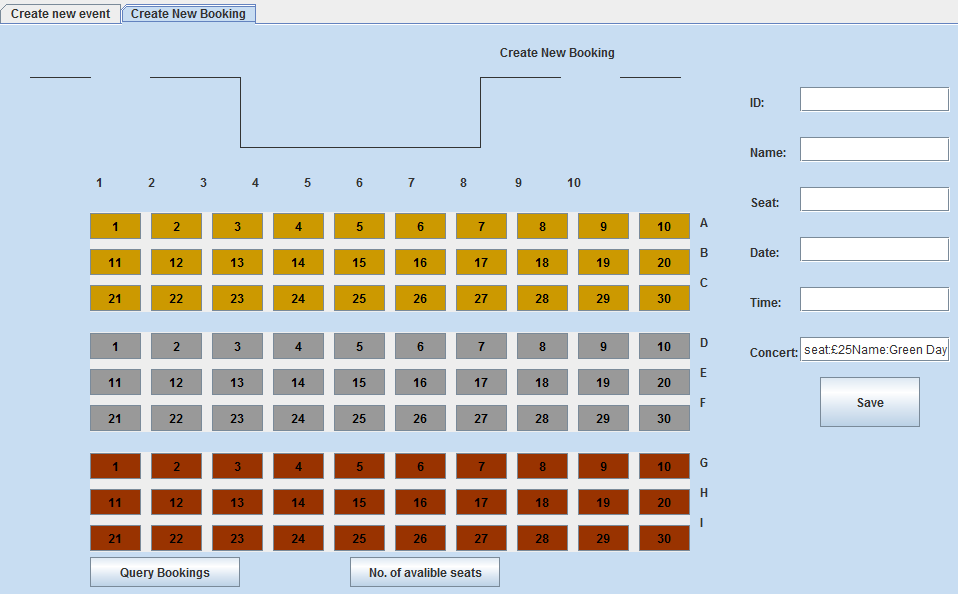 Create new event Create New Booking
Create New Booking
ID:
Name:
1 2 3 4 5 6 7 8 9 10
Seat:
1 2 3 4 5 6 7 8 9 10 A
11 12 13 14 15 16 17 18 19 20 B
Date:
21 22 23 24 25 26 27 28 29 30 C
Time:
1 2 3 4 5 6 7 8 9 10 D
Concert: seat:£25Name:Green Day
11 12 13 14 15 16 17 18 19 20 E
Save
21 22 23 24 25 26 27 28 29 30 F
1 2 3 4 5 6 7 8 9 10 G
11 12 13 14 15 16 17 18 19 20 H
21 22 23 24 25 26 27 28 29 30 I
Query Bookings No. of avalible seats